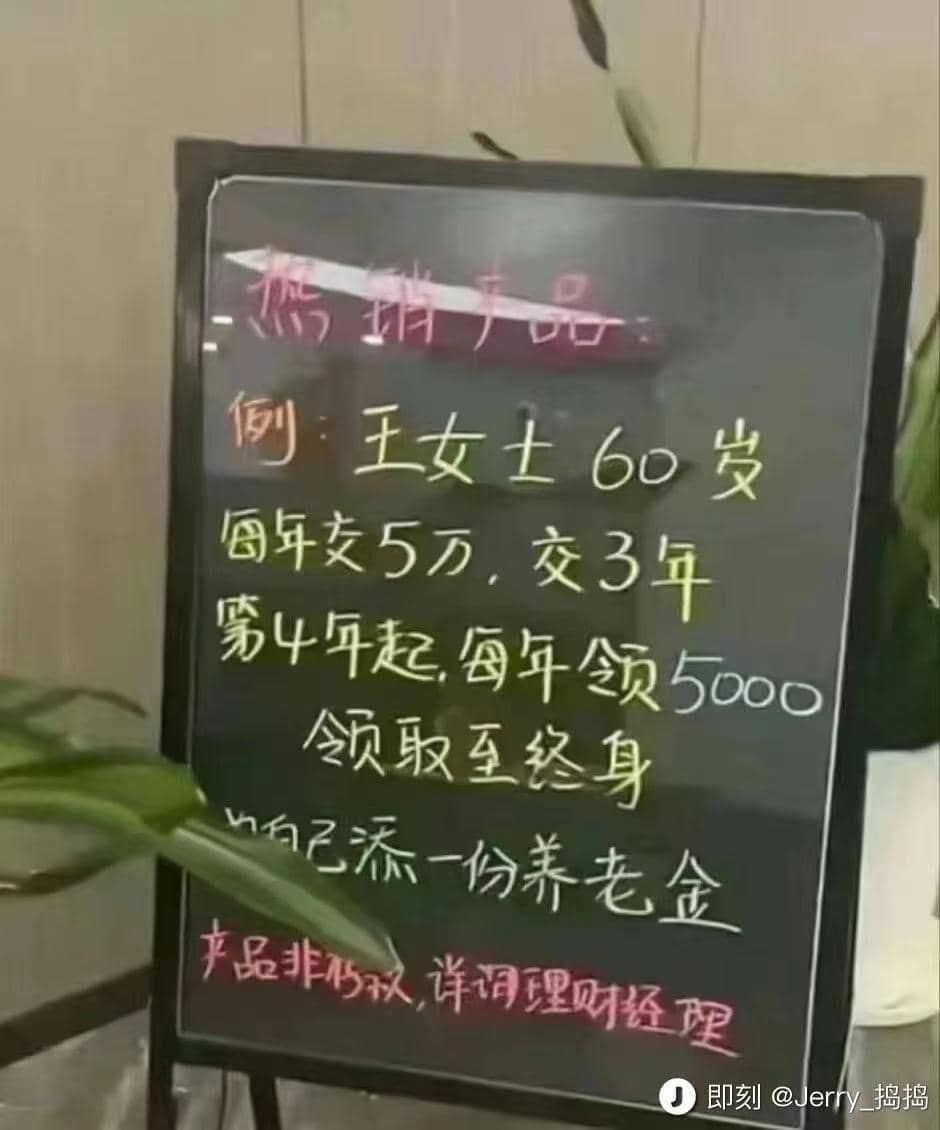 热销产品:
例: 王女士 60 岁
每年交5万, 交3年
第4年起,每年领5000
领取至终身
自己添一份养老金
产品非,详询理财经理
即刻 @Jerry_捣捣